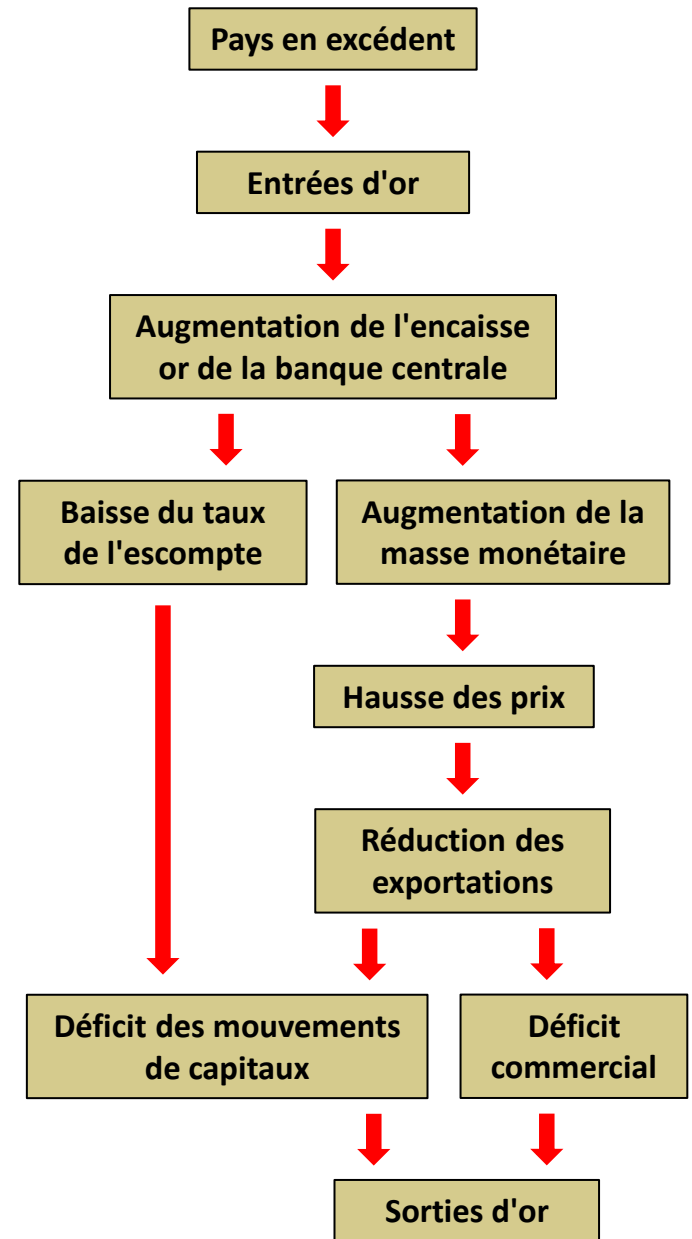 Pays en excédent
Entrées d'or
Augmentation de l'encaisse
or de la banque centrale
Baisse du taux
de l'escompte
Augmentation de la
masse monétaire
Hausse des prix
Réduction des
exportations
Déficit des mouvements
de capitaux
Déficit
commercial
Sorties d'or